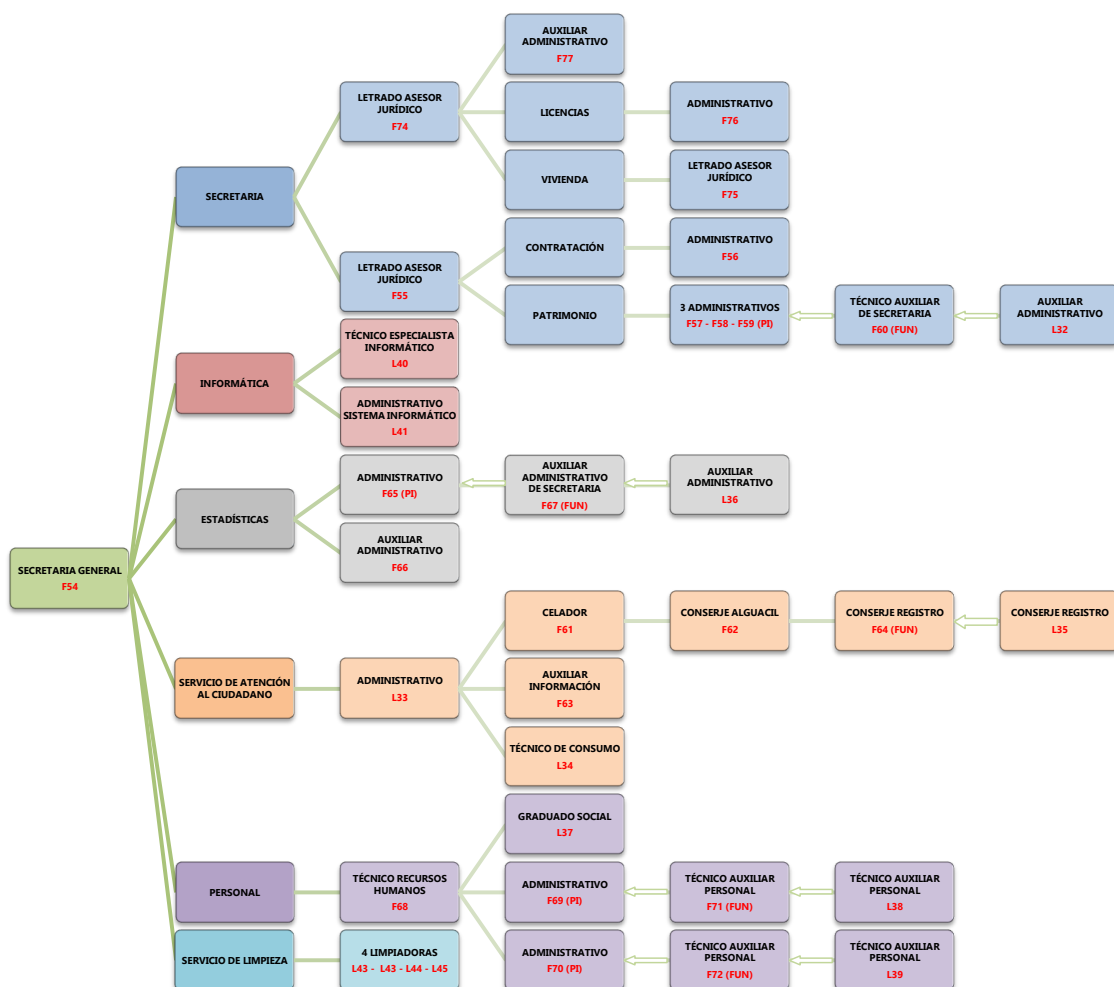 AUXILIAR
ADMINISTRATIVO
F77
LETRADO ASESOR
JURÍDICO
F74
LICENCIAS
ADMINISTRATIVO
F76
VIVIENDA
LETRADO ASESOR
JURÍDICO
F75
SECRETARIA
LETRADO ASESOR
JURÍDICO
F55
CONTRATACIÓN
ADMINISTRATIVO
F56
PATRIMONIO
3 ADMINISTRATIVOS
F57 - F58 - F59 (PI)
TÉCNICO AUXILIAR
DE SECRETARIA
F60 (FUN)
AUXILIAR
ADMINISTRATIVO
L32
INFORMÁTICA
TÉCNICO ESPECIALISTA
INFORMÁTICO
L40
ADMINISTRATIVO
SISTEMA INFORMÁTICO
L41
ESTADÍSTICAS
ADMINISTRATIVO
F65 (PI)
AUXILIAR
ADMINISTRATIVO
DE SECRETARIA
F67 (FUN)
AUXILIAR
ADMINISTRATIVO
L36
AUXILIAR
ADMINISTRATIVO
F66
SECRETARIA GENERAL
F54
SERVICIO DE ATENCIÓN
AL CIUDADANO
ADMINISTRATIVO
L33
CELADOR
F61
CONSERJE ALGUACIL
F62
CONSERJE REGISTRO
F64 (FUN)
CONSERJE REGISTRO
L35
AUXILIAR
INFORMACIÓN
F63
TÉCNICO DE CONSUMO
L34
PERSONAL
TÉCNICO RECURSOS
HUMANOS
F68
GRADUADO SOCIAL
L37
ADMINISTRATIVO
F69 (PI)
TÉCNICO AUXILIAR
PERSONAL
F71 (FUN)
TÉCNICO AUXILIAR
PERSONAL
L38
ADMINISTRATIVO
F70 (PI)
TÉCNICO AUXILIAR
PERSONAL
F72 (FUN)
TÉCNICO AUXILIAR
PERSONAL
L39
SERVICIO DE LIMPIEZA
4 LIMPIADORAS
L43 - L43 - L44 - L45